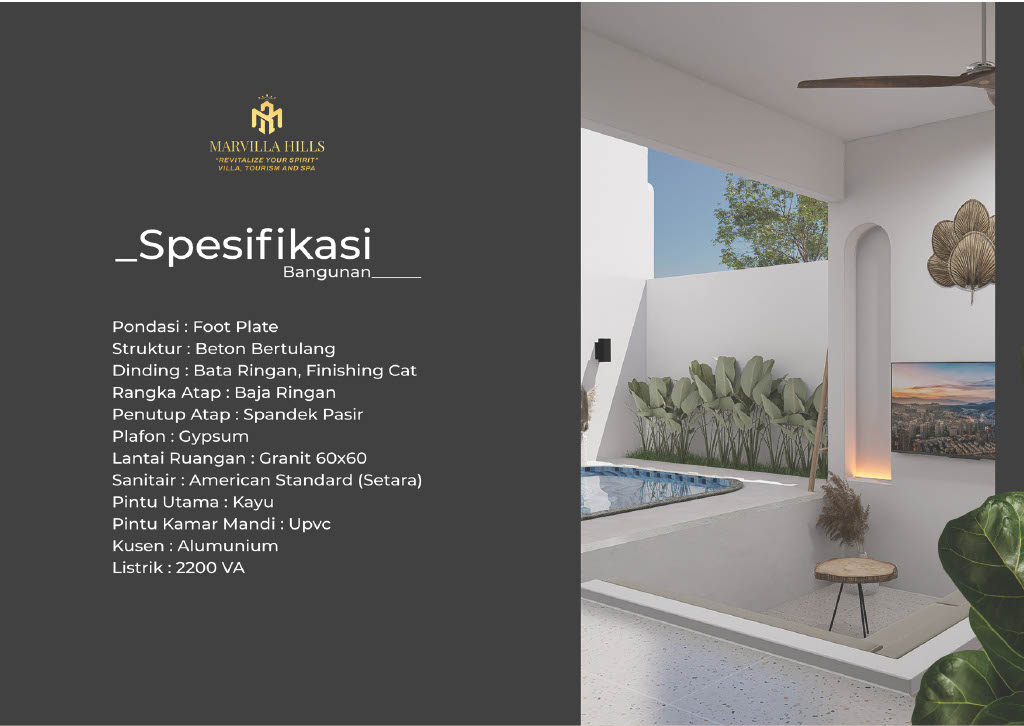 MARVILLA HILLS
"REVITALIZE YOUR SPIRIT"
VILLA, TOURISM AND SPA
_Spesifikasi
Bangunan______
Pondasi : Foot Plate
Struktur : Beton Bertulang
Dinding : Bata Ringan, Finishing Cat
Rangka Atap : Baja Ringan
Penutup Atap : Spandek Pasir
Plafon : Gypsum
Lantai Ruangan : Granit 60x60
Sanitair : American Standard (Setara)
Pintu Utama : Kayu
Pintu Kamar Mandi : Upvc
Kusen : Alumunium
Listrik : 2200 VA